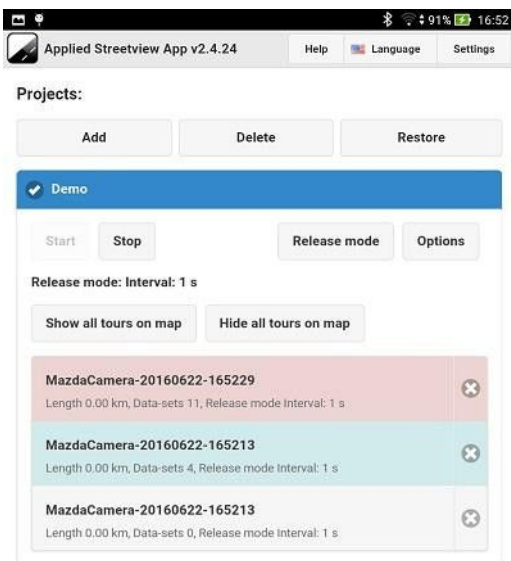 91% 16:52
Applied Streetview App v2.4.24 Help Language Settings
Projects:
Add Delete Restore
Demo
Start Stop Release mode Options
Release mode: Interval: 1 s
Show all tours on map Hide all tours on map
MazdaCamera-20160622-165229
Length 0.00 km, Data-sets 11, Release mode Interval: 1 s
MazdaCamera-20160622-165213
Length 0.00 km, Data-sets 4, Release mode Interval: 1 s
MazdaCamera-20160622-165213
Length 0.00 km, Data-sets 0, Release mode Interval: 1 s